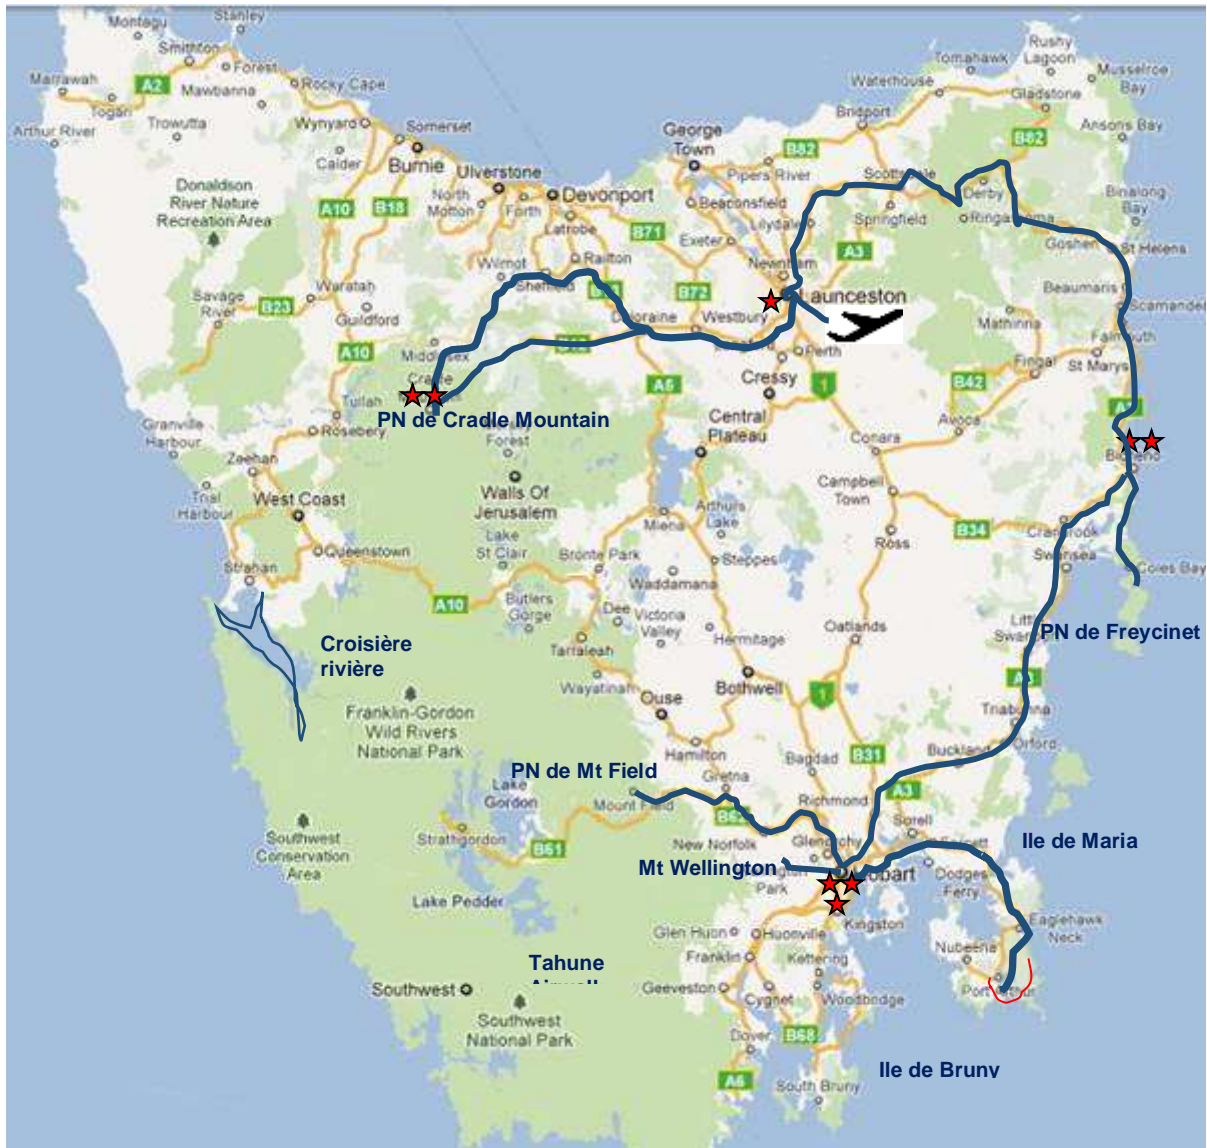 Montagu
Stanley
Smithton
Forest
Marrawah
A2
Rocky Cape
Togari
Mawbanna
Arthur River
Trowutta
Wynyard
Somerset
Calder
Burnie
Ulverstone
Devonport
Donaldson
River Nature
Recreation Area
A10
B18
North
Motton
Forth
Latrobe
B71
Wilmot
Railton
Sheffield
Waratah
Savage
River
B23
Guildford
A10
Middlesex
B72
Westbury
Tullah
PN de Cradle Mountain
Granville
Harbour
Rosebery
Forest
Zeehan
Trial
Harbour
West Coast
Walls Of
Jerusalem
Queenstown
Lake
St Clair
Strahan
A10
Butlers
Gorge
Bronte Park
Croisière
rivière
Tarraleah
Wayatinah
Franklin-Gordon
Wild Rivers
National Park
Rushy
Lagoon
Tomahawk
Musselroe
Bay
Waterhouse
Gladstone
Bridport
George
Town
B82
B82
Ansons Bay
Pipers River
Scottsdale
Beaconsfield
Derby
Binalong
Bay
Lilydale
Springfield
Ringarooma
Exeter
A3
Goshen
St Helens
Newnham
Launceston
Beaumaris
Scamander
Mathinna
Falmouth
Perth
Fingal
St Marys
Cressy
1
B42
A5
Central
Plateau
Avoca
Conara
Campbell
Town
Miena
Arthurs
Lake
Ross
B34
Cranbrook
Steppes
Swansea
Coles Bay
Waddamana
Dee
Victoria
Valley
Hermitage
Oatlands
PN de Freycinet
Bothwell
1
Ouse
Triabunna
Hamilton
Bagdad
B31
Buckland
Orford
PN de Mt Field
Gretna
Lake
Gordon
Mount Field
Richmond
A3
Strathgordon
B61
New Norfolk
Glenorchy
Sorell
Ile de Maria
Southwest
Conservation
Area
Mt Wellington
Park
Hobart
Dodges
Ferry
Lake Pedder
Kingston
Eaglehawk
Neck
Glen Huon
Huonville
Nubeena
Tahune
Franklin
Kettering
Southwest
Geeveston
Port Arthur
Cygnet
Woodbridge
Southwest
National Park
Dover
B68
Ile de Bruny
A6
South Bruny